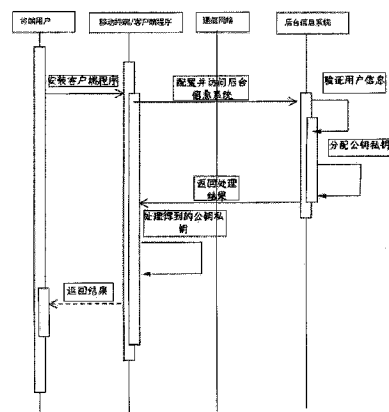 终端用户
移动终端/客户端程序
通信网络
后台信息系统
安装客户端程序
配置并访问后台
信息系统
验证用户信息
分配公钥私钥
返回处理
结果
处理得到的公钥私
钥
返回结果